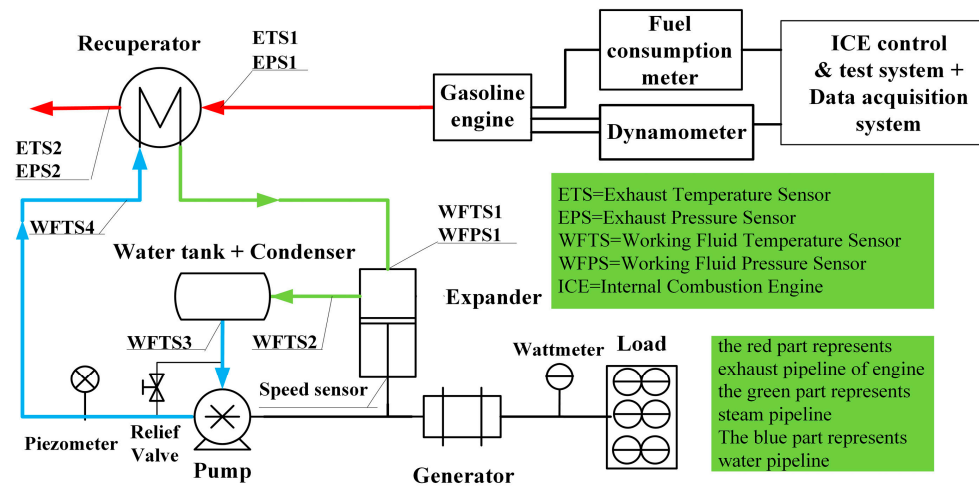 Recuperator
ETS1
EPS1
Fuel
consumption
meter
ICE control
& test system +
Data acquisition
system
Gasoline
engine
Dynamometer
ETS2
EPS2
WFTS4
WFTS1
WFPS1
ETS=Exhaust Temperature Sensor
EPS=Exhaust Pressure Sensor
WFTS=Working Fluid Temperature Sensor
WFPS=Working Fluid Pressure Sensor
ICE=Internal Combustion Engine
Water tank + Condenser
Expander
WFTS3
WFTS2
Wattmeter
Load
Speed sensor
the red part represents
exhaust pipeline of engine
the green part represents
steam pipeline
The blue part represents
water pipeline
Piezometer
Relief
Valve
Pump
Generator